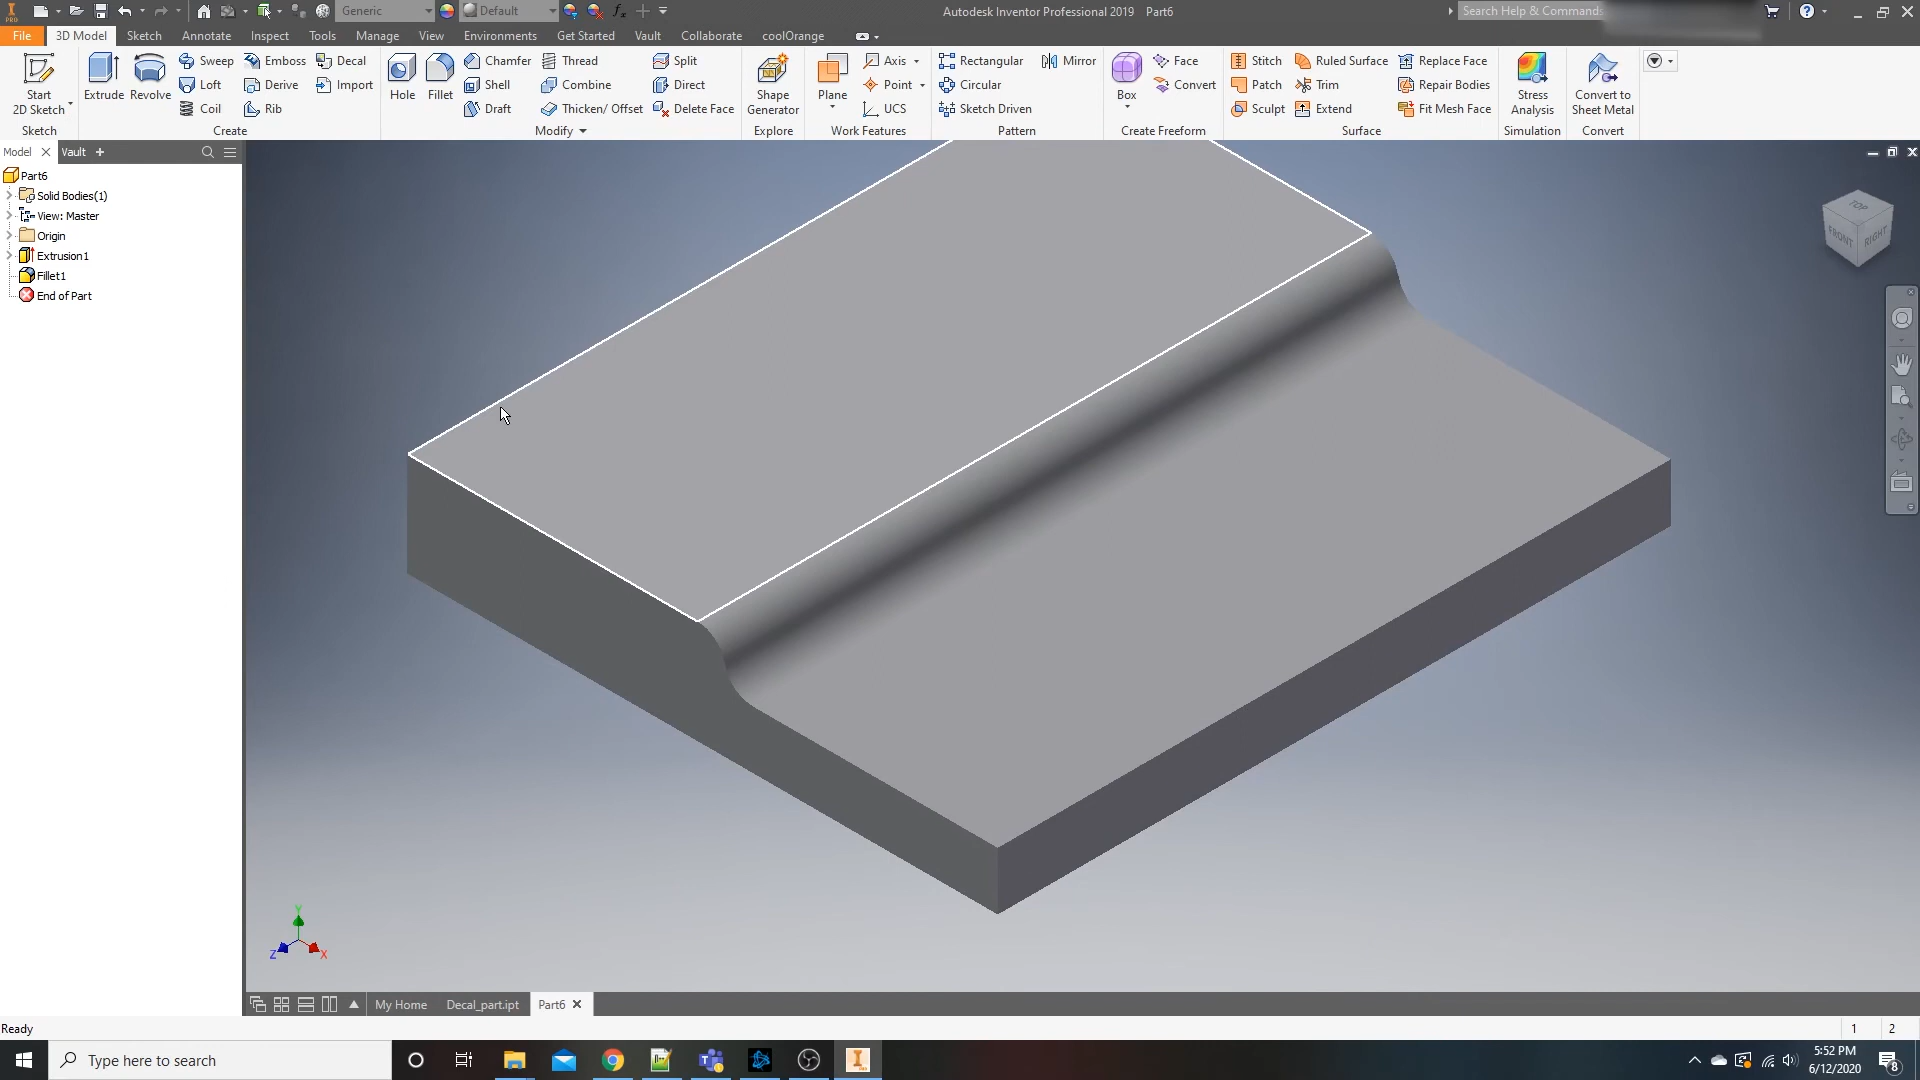 Generic Default Autodesk Inventor Professional 2019 Part6 Search Help & Commands
File 3D Model Sketch Annotate Inspect Tools Manage View Environments Get Started Vault Collaborate coolOrange
Start
2D Sketch
Sketch
Extrude
Revolve
Sweep
Loft
Coil
Emboss
Derive
Rib
Decal
Import
Create
Hole
Fillet
Chamfer
Shell
Draft
Thread
Combine
Thicken/ Offset
Split
Direct
Delete Face
Modify
Shape
Generator
Explore
Plane
Axis
Point
UCS
Work Features
Rectangular
Circular
Sketch Driven
Mirror
Pattern
Box
Face
Convert
Create Freeform
Stitch
Patch
Sculpt
Ruled Surface
Trim
Extend
Replace Face
Repair Bodies
Fit Mesh Face
Surface
Stress
Analysis
Simulation
Convert to
Sheet Metal
Convert
Model Vault
Part6
Solid Bodies(1)
View: Master
Origin
Extrusion1
Fillet1
End of Part
TOP
FRONT RIGHT
Y
Z X
My Home Decal_part.ipt Part6
Ready 1 2
Type here to search
5:52 PM
6/12/2020
8